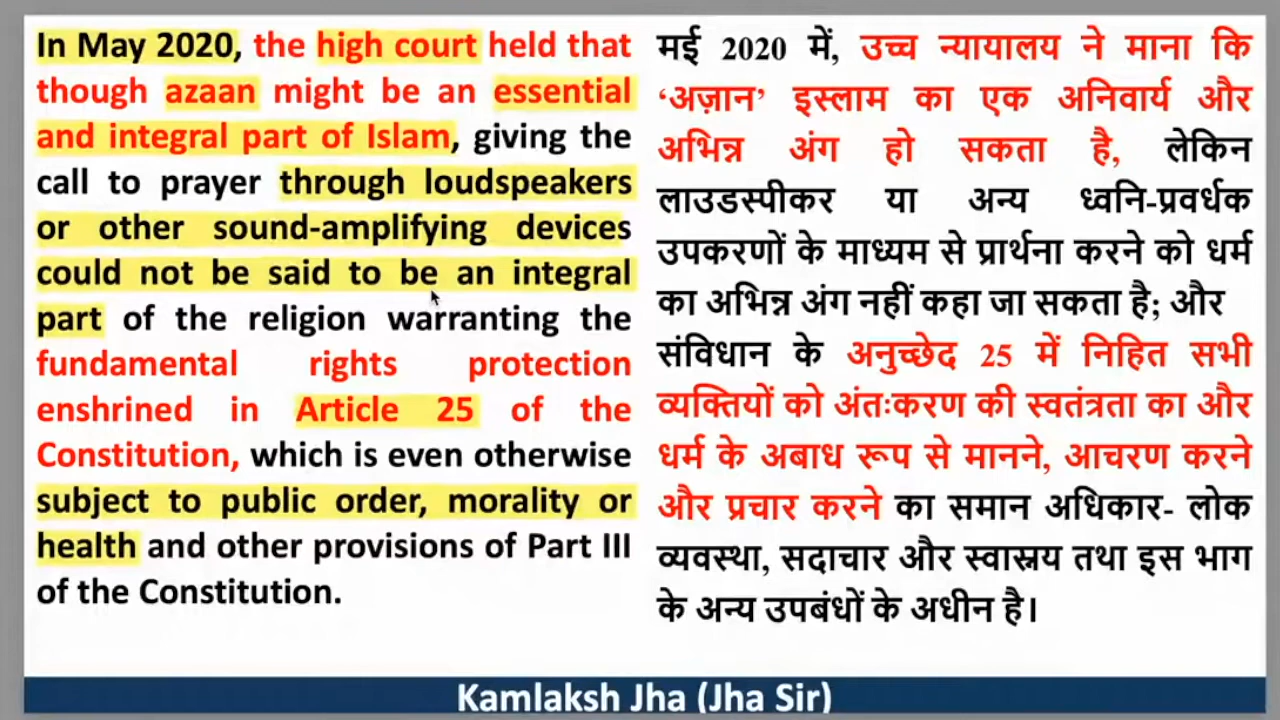 In May 2020, the high court held that
though azaan might be an essential
and integral part of Islam, giving the
call to prayer through loudspeakers
or other sound-amplifying devices
could not be said to be an integral
part of the religion warranting the
fundamental rights protection
enshrined in Article 25 of the
Constitution, which is even otherwise
subject to public order, morality or
health and other provisions of Part III
of the Constitution.
मई 2020 में, उच्च न्यायालय ने माना कि
‘अज़ान’ इस्लाम का एक अनिवार्य और
अभिन्न अंग हो सकता है, लेकिन
लाउडस्पीकर या अन्य ध्वनि-प्रवर्धक
उपकरणों के माध्यम से प्रार्थना करने को धर्म
का अभिन्न अंग नहीं कहा जा सकता है; और
संविधान के अनुच्छेद 25 में निहित सभी
व्यक्तियों को अंतःकरण की स्वतंत्रता का और
धर्म के अबाध रूप से मानने, आचरण करने
और प्रचार करने का समान अधिकार- लोक
व्यवस्था, सदाचार और स्वास्नय तथा इस भाग
के अन्य उपबंधों के अधीन है।
Kamlaksh Jha (Jha Sir)